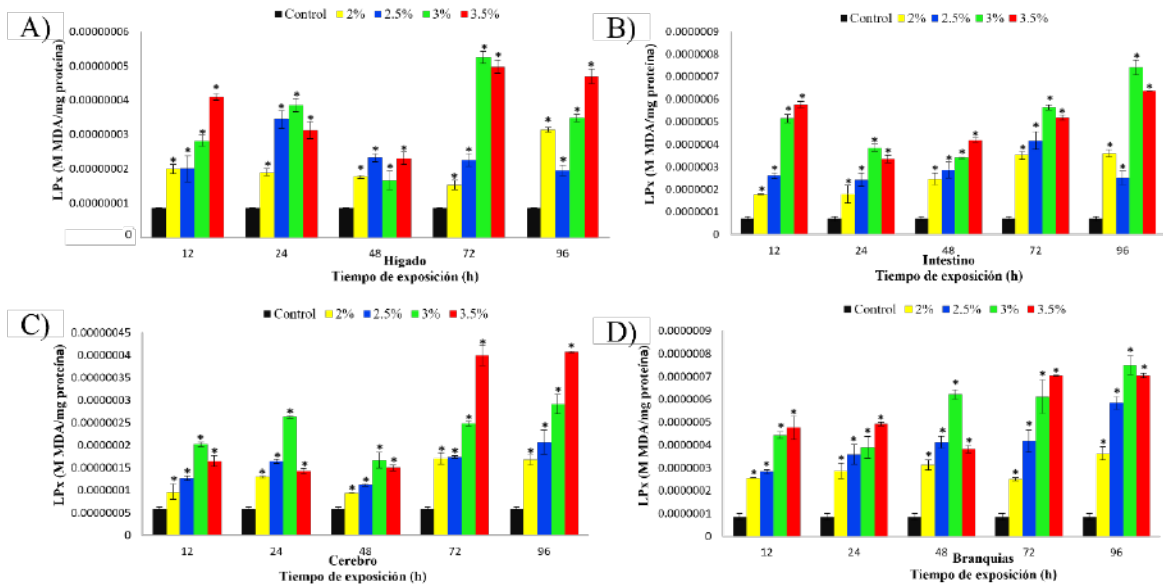 A)
Control 2% 2.5% 3% 3.5%
LPx (M MDA/mg proteína)
0.00000006
0.00000005
0.00000004
0.00000003
0.00000002
0.00000001
0
12 24 48 72 96
Hígado
Tiempo de exposición (h)
B)
Control 2% 2.5% 3% 3.5%
LPx (M MDA/mg proteína)
0.0000009
0.0000008
0.0000007
0.0000006
0.0000005
0.0000004
0.0000003
0.0000002
0.0000001
0
12 24 48 72 96
Intestino
Tiempo de exposición (h)
C)
Control 2% 2.5% 3% 3.5%
LPx (M MDA/mg proteína)
0.00000045
0.0000004
0.00000035
0.0000003
0.00000025
0.0000002
0.00000015
0.0000001
0.00000005
0
12 24 48 72 96
Cerebro
Tiempo de exposición (h)
D)
Control 2% 2.5% 3% 3.5%
LPx (M MDA/mg proteína)
0.0000009
0.0000008
0.0000007
0.0000006
0.0000005
0.0000004
0.0000003
0.0000002
0.0000001
0
12 24 48 72 96
Branquias
Tiempo de exposición (h)